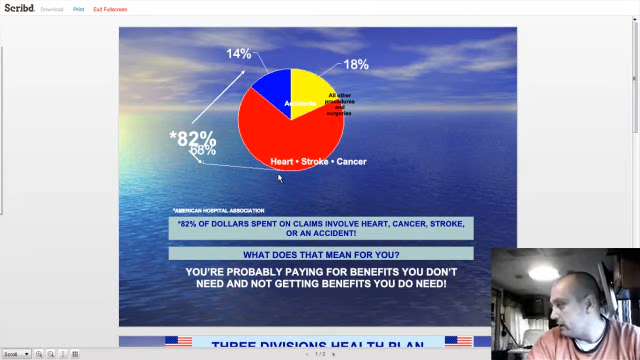 Scribd. Download Print Exit Fullscreen
14%
18%
Accidents
All other
procedures
and
surgeries
*82%
68%
Heart • Stroke • Cancer
*AMERICAN HOSPITAL ASSOCIATION
*82% OF DOLLARS SPENT ON CLAIMS INVOLVE HEART, CANCER, STROKE,
OR AN ACCIDENT!
WHAT DOES THAT MEAN FOR YOU?
YOU'RE PROBABLY PAYING FOR BENEFITS YOU DON'T
NEED AND NOT GETTING BENEFITS YOU DO NEED!
THREE DIVISIONS HEALTH PLAN
Scroll
1 / 3